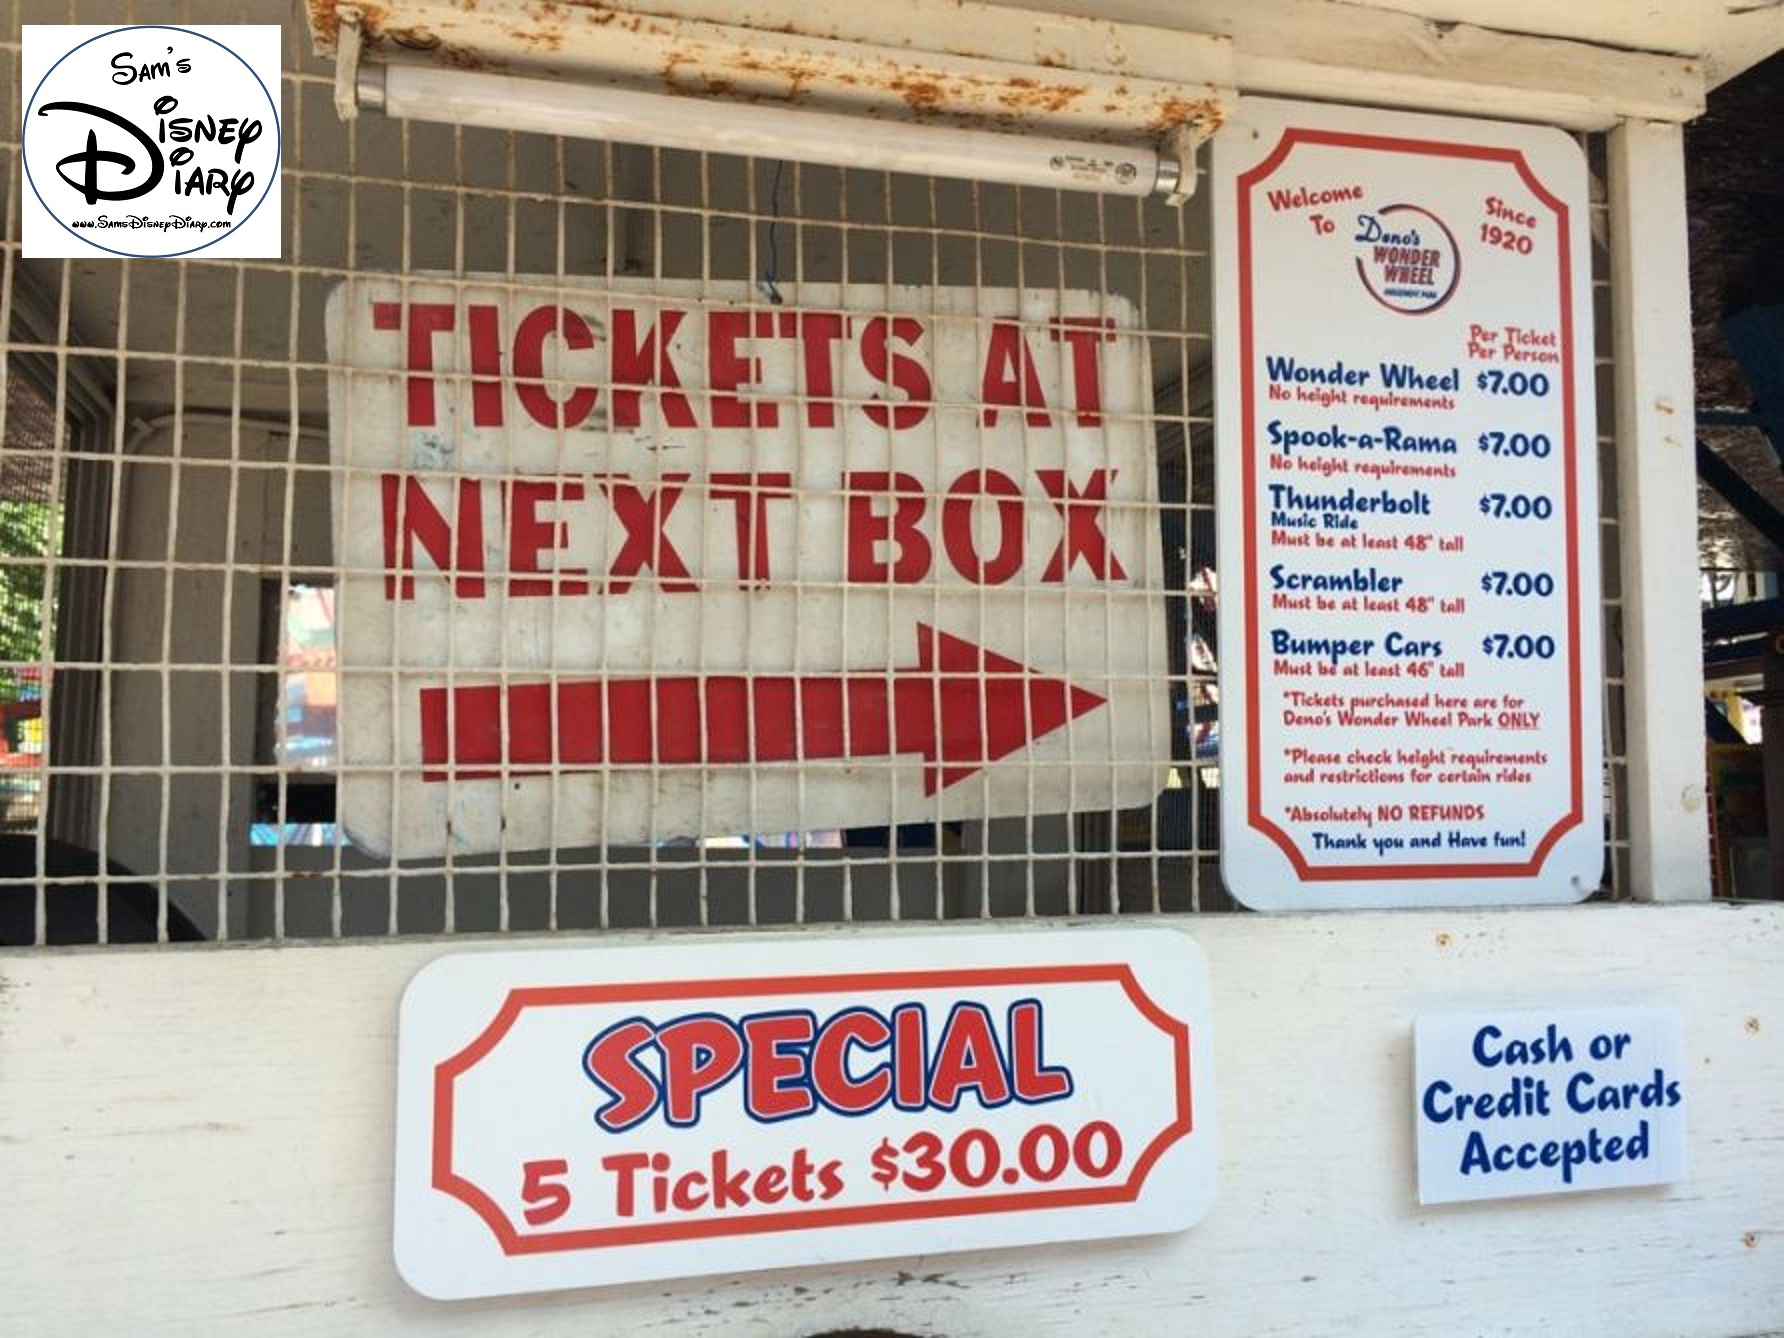 Sam's
Disney
Diary
www.SamsDisneyDiary.com
TICKETS AT
NEXT BOX
Welcome
To
Deno's
WONDER
WHEEL
AMUSEMENT PARK
Since
1920
Per Ticket
Per Person
Wonder Wheel $7.00
No height requirements
Spook-a-Rama $7.00
No height requirements
Thunderbolt $7.00
Music Ride
Must be at least 48" tall
Scrambler $7.00
Must be at least 48" tall
Bumper Cars $7.00
Must be at least 46" tall
*Tickets purchased here are for
Deno's Wonder Wheel Park ONLY
*Please check height requirements
and restrictions for certain rides
*Absolutely NO REFUNDS
Thank you and Have fun!
SPECIAL
5 Tickets $30.00
Cash or
Credit Cards
Accepted